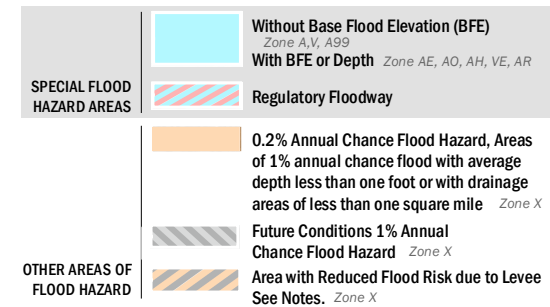 Without Base Flood Elevation (BFE)
Zone A,V, A99
With BFE or Depth Zone AE, AO, AH, VE, AR
SPECIAL FLOOD
HAZARD AREAS
Regulatory Floodway
0.2% Annual Chance Flood Hazard, Areas
of 1% annual chance flood with average
depth less than one foot or with drainage
areas of less than one square mile Zone X
Future Conditions 1% Annual
Chance Flood Hazard Zone X
OTHER AREAS OF
FLOOD HAZARD
Area with Reduced Flood Risk due to Levee
See Notes. Zone X